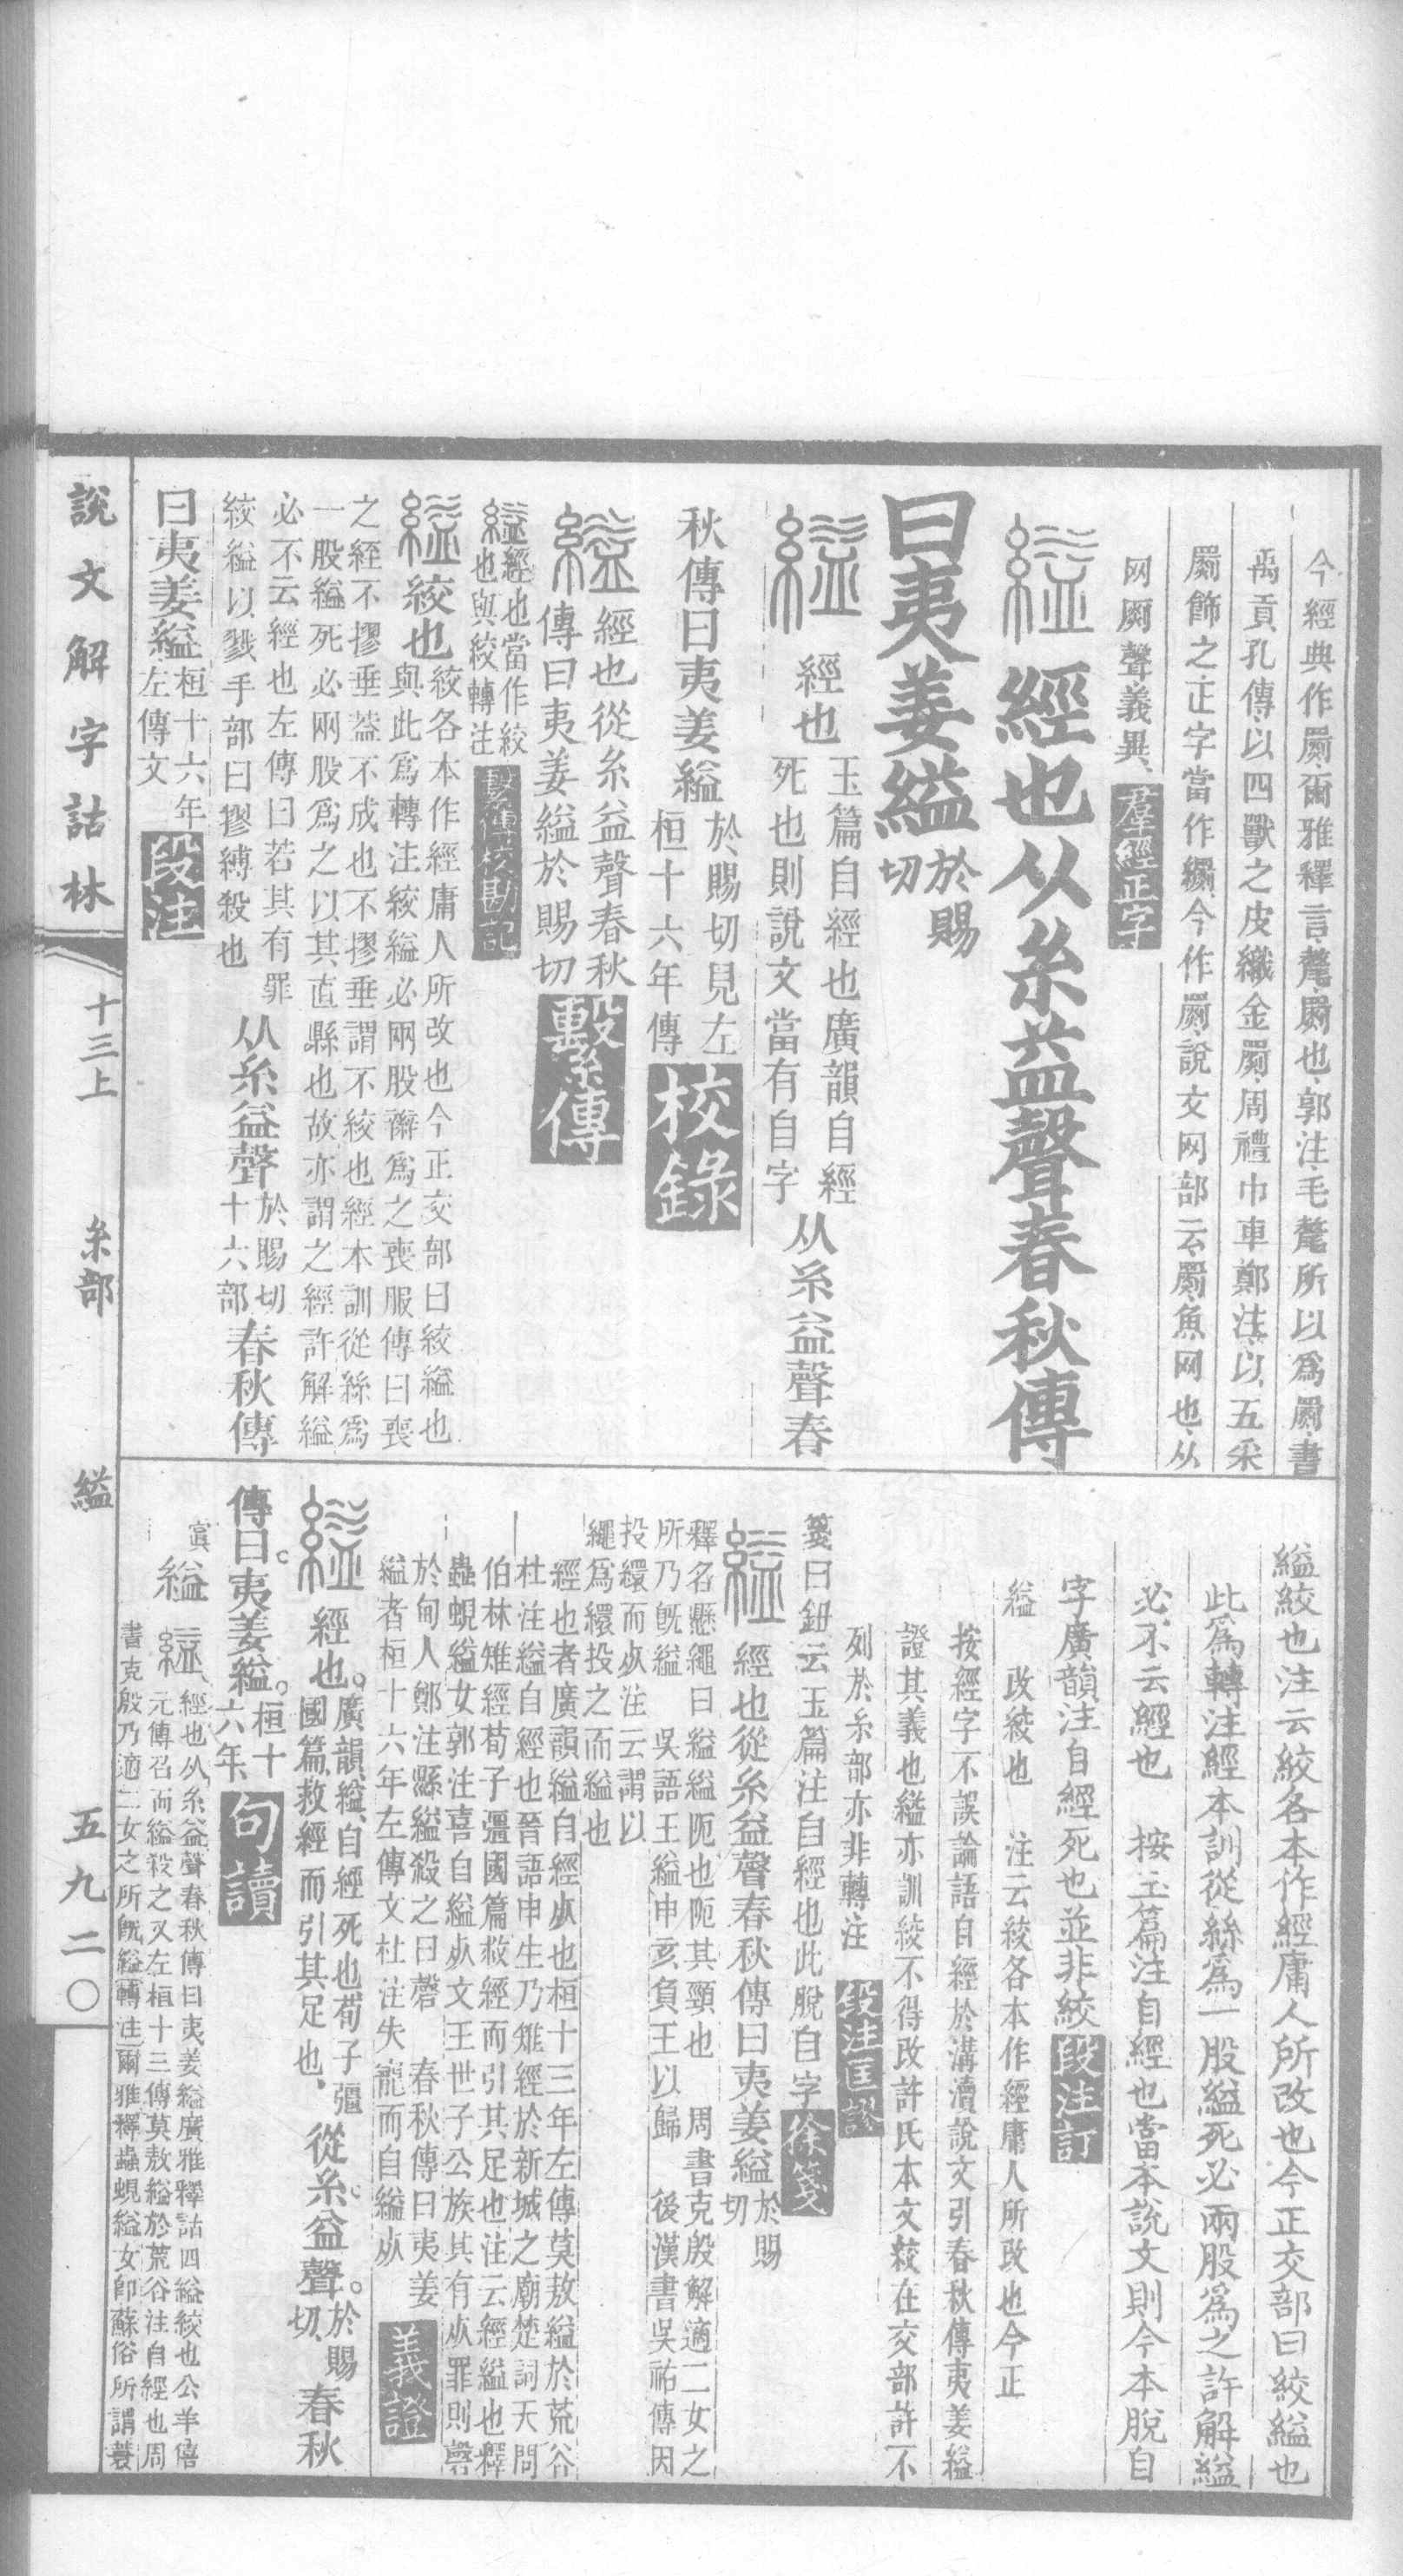 今經典作罽爾雅釋言氂罽也郭注毛氂所以爲罽書
禹貢孔傳以四獸之皮織金罽周禮巾車鄭注以五采
罽飾之正字當作繝今作罽說文网部云罽魚网也从
网㓹聲義異羣經正字
縊經也从糸益聲春秋傳
曰夷姜縊於賜切
縊經也玉篇自經也廣韻自經死也則說文當有自字从糸益聲春
秋傳曰夷姜縊於賜切見左桓十六年傳校錄
縊經也從糸益聲春秋
傳曰夷姜縊於賜切繫傳
縊經也當作絞
也與絞轉注繫傳校勘記
縊絞也絞各本作經庸人所改也今正交部曰絞縊也
與此爲轉注絞縊必兩股辮爲之喪服傳曰喪
之絰不摎垂葢不成也不摎垂謂不絞也經本訓從絲爲
一股縊死必兩股爲之以其直縣也故亦謂之經許解縊
必不云經也左傳曰若其有罪
絞縊以戮手部曰摎縛殺也从糸益聲於賜切十六部春秋傳
曰夷姜縊桓十六年左傳文段注
縊絞也注云絞各本作經庸人所改也今正交部曰絞縊也
此爲轉注經本訓從絲爲一股縊死必兩股爲之許解縊
必不云經也　按玉篇注自經也當本說文則今本脫自
字廣韻注自經死也並非絞段注訂
縊　改絞也　注云絞各本作經庸人所改也今正
按經字不誤論語自經於溝瀆說文引春秋傳夷姜縊
證其義也縊亦訓絞不得改許氏本文絞在交部許不
列於糸部亦非轉注段注匡謬
箋曰鈕云玉篇注自經也此脫自字徐箋
縊經也從糸益聲春秋傳曰夷姜縊於賜切
釋名懸繩曰縊縊阨也阨其頸也　周書克殷解適二女之
所乃旣縊　吳語王縊申亥負王以歸　後漢書吳祐傳因
投繯而死注云謂以
繩爲繯投之而縊也
經也者廣韻縊自經死也桓十三年左傳莫敖縊於荒谷
杜注縊自經也晉語申生乃雉經於新城之廟楚詞天問
伯林雉經荀子彊國篇救經而引其足也注云經縊也釋
蟲蜆縊女郭注喜自縊死文王世子公族其有死罪則磬
於甸人鄭注縣縊殺之曰磬　春秋傳曰夷姜
縊者桓十六年左傳文杜注失寵而自縊死義證
縊經也。廣韻縊自經死也荀子彊國篇救經而引其足也從糸益聲。於賜切春秋
傳曰。夷姜縊。桓十六年句讀
寘縊縊經也从糸益聲春秋傳曰夷姜縊廣雅釋詁四縊絞也公羊僖
元傳召而縊殺之又左桓十三傳莫敖縊於荒谷注自經也周
書克殷乃適二女之所旣縊轉注爾雅釋蟲蜆縊女卽蘇俗所謂蓑
說文解字詁林　十三上　糸部　縊　五九二〇